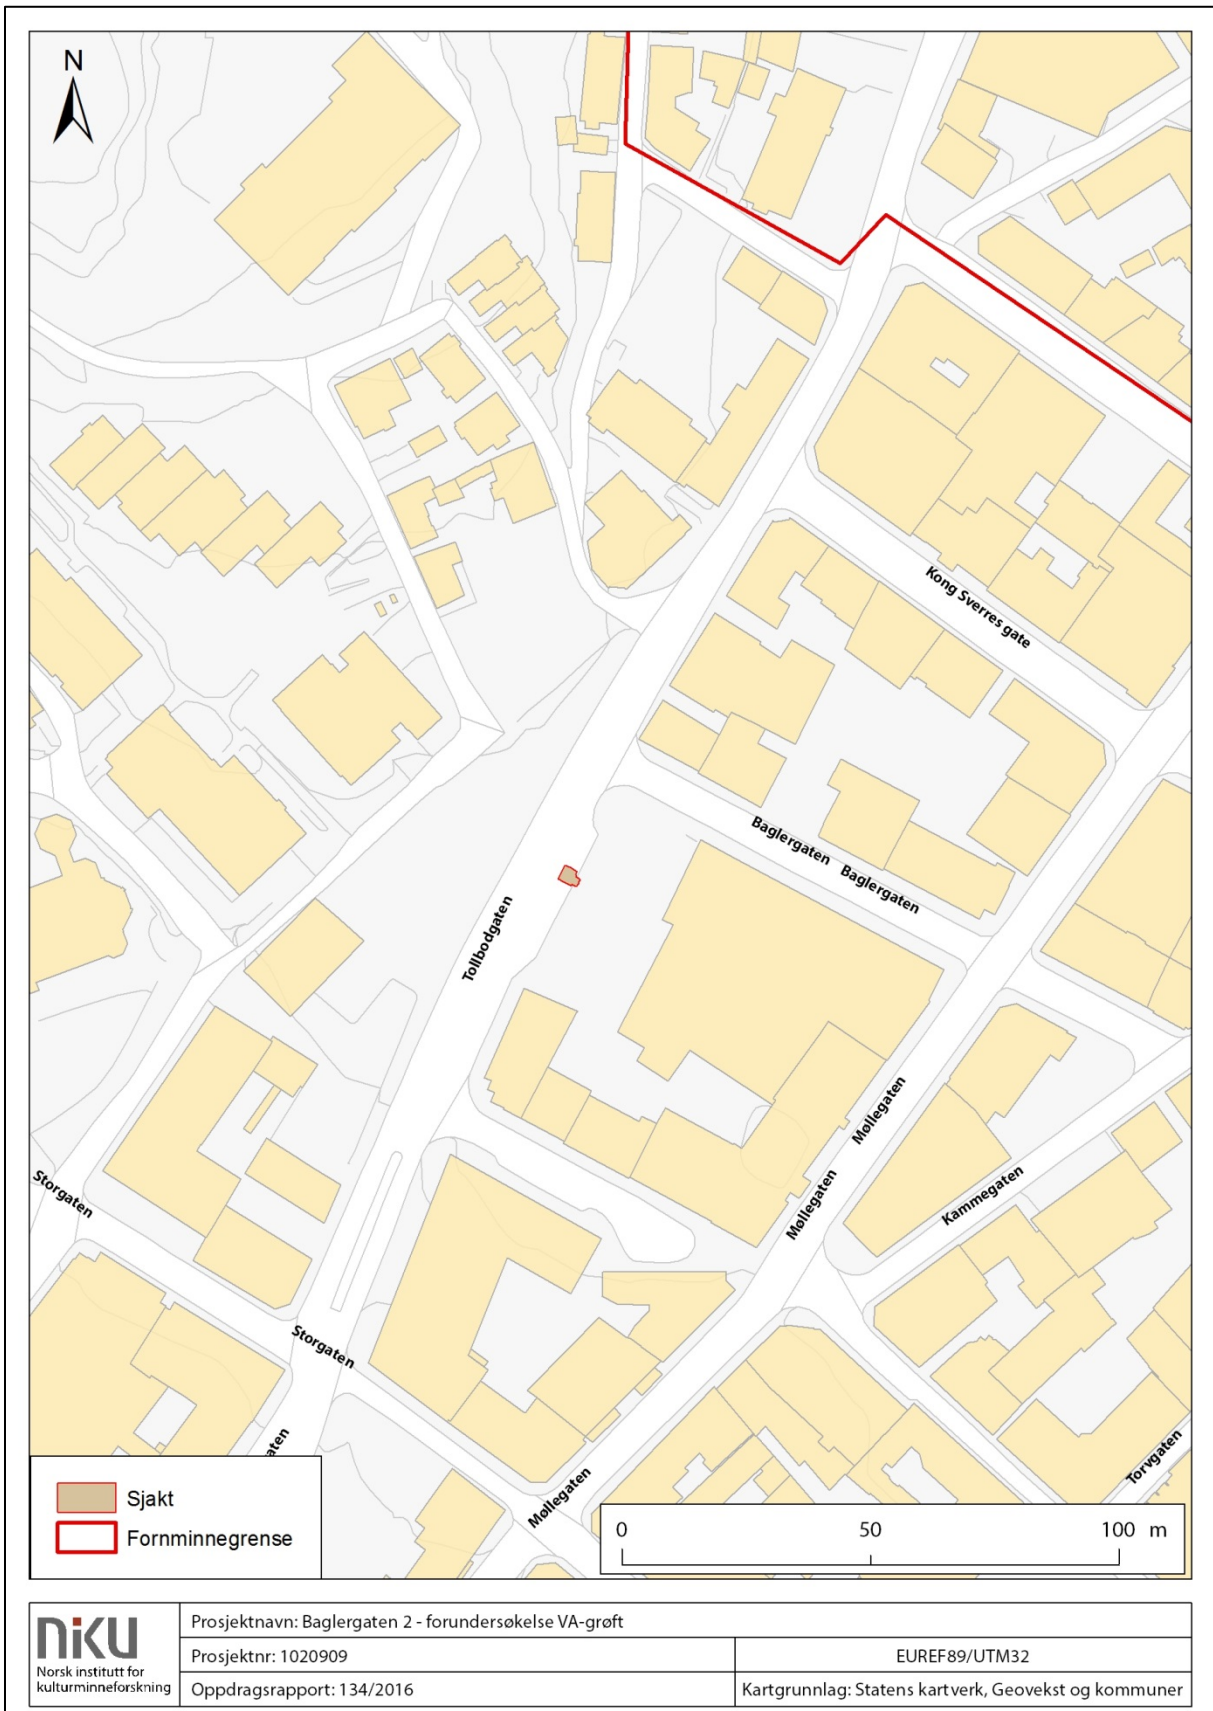 N
Kong Sverres gate
Baglergaten
Baglergaten
Tollbodgaten
Møllegaten
Møllegaten
Kammegaten
Storgaten
Storgaten
aten
Torvgaten
Møllegaten
Sjakt
Fornminnegrense
0 50 100 m
niku
Norsk institutt for
kulturminneforskning
Prosjektnavn: Baglergaten 2 - forundersøkelse VA-grøft
Prosjektnr: 1020909
EUREF89/UTM32
Oppdragsrapport: 134/2016
Kartgrunnlag: Statens kartverk, Geovekst og kommuner